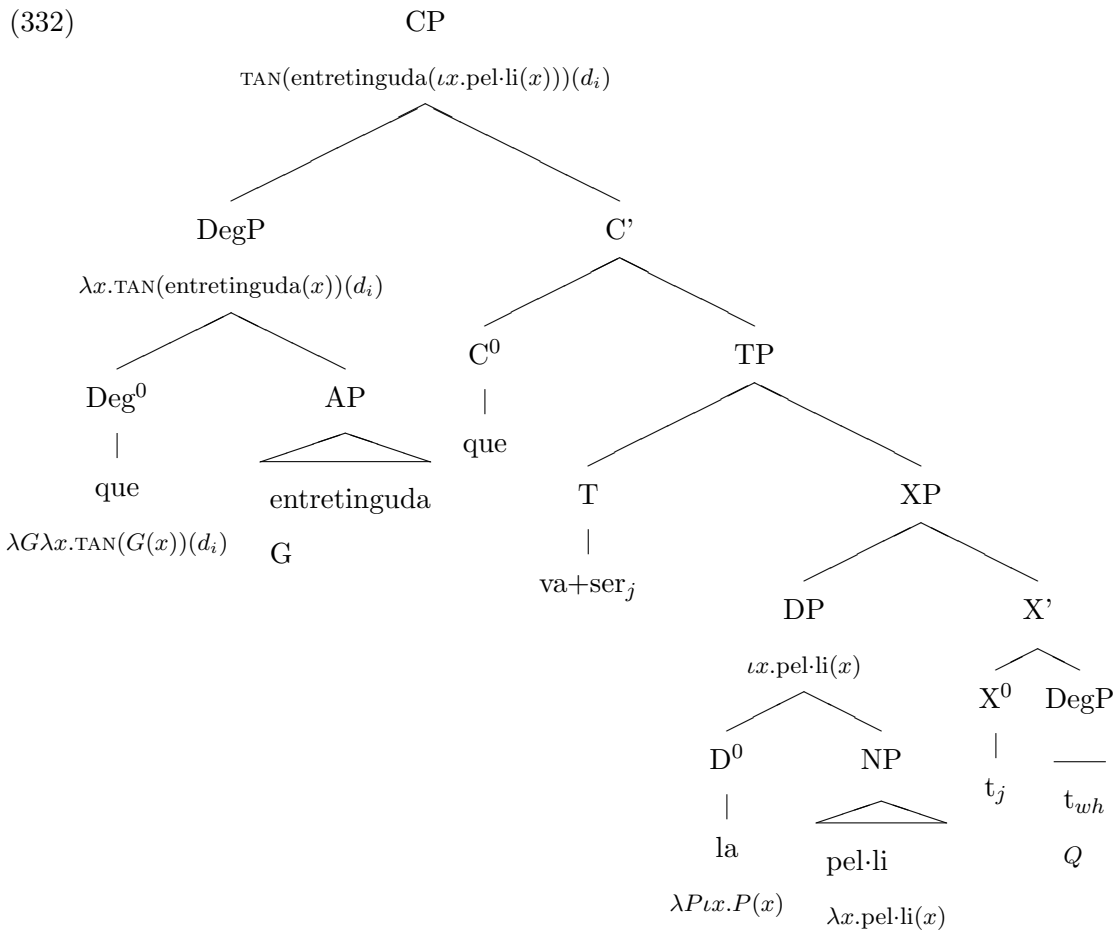 (332) CP
TAN(entretinguda(ιx.pel·li(x)))(d_i)
DegP C’
λx.TAN(entretinguda(x))(d_i)
C⁰ TP
Deg⁰ AP
| |
que
que entretinguda T XP
λGλx.TAN(G(x))(d_i) G |
va+ser_j
DP X’
ιx.pel·li(x)
X⁰ DegP
D⁰ NP |
t_j t_wh
|
la pel·li Q
λPιx.P(x) λx.pel·li(x)